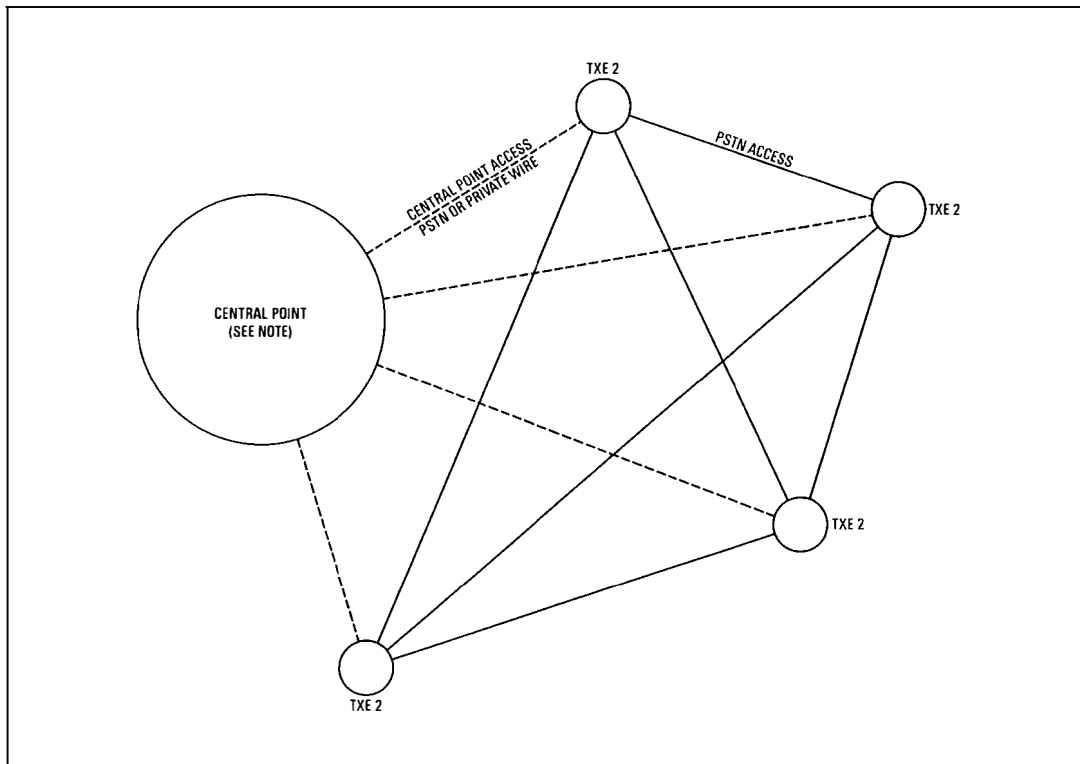 TXE 2
PSTN ACCESS
TXE 2
CENTRAL POINT ACCESS
PSTN OR PRIVATE WIRE
CENTRAL POINT
(SEE NOTE)
TXE 2
TXE 2